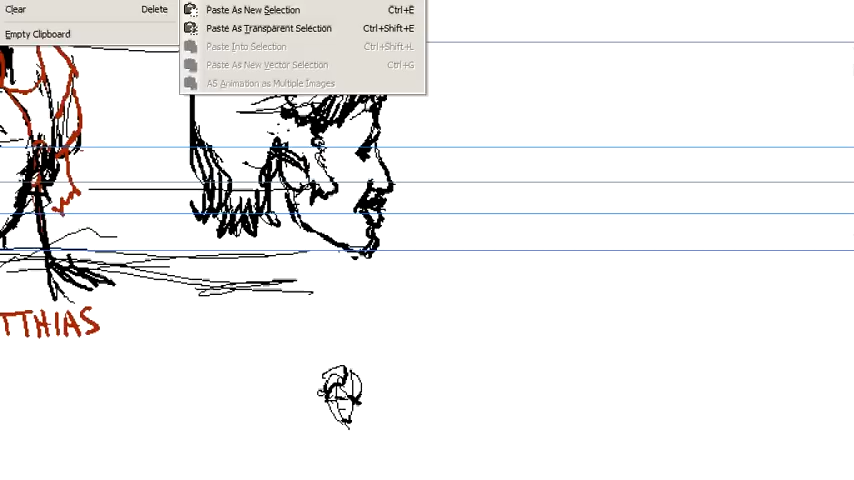 Clear Delete
Empty Clipboard
Paste As New Selection Ctrl+E
Paste As Transparent Selection Ctrl+Shift+E
Paste Into Selection Ctrl+Shift+L
Paste As New Vector Selection Ctrl+G
AS Animation as Multiple Images
TTHIAS